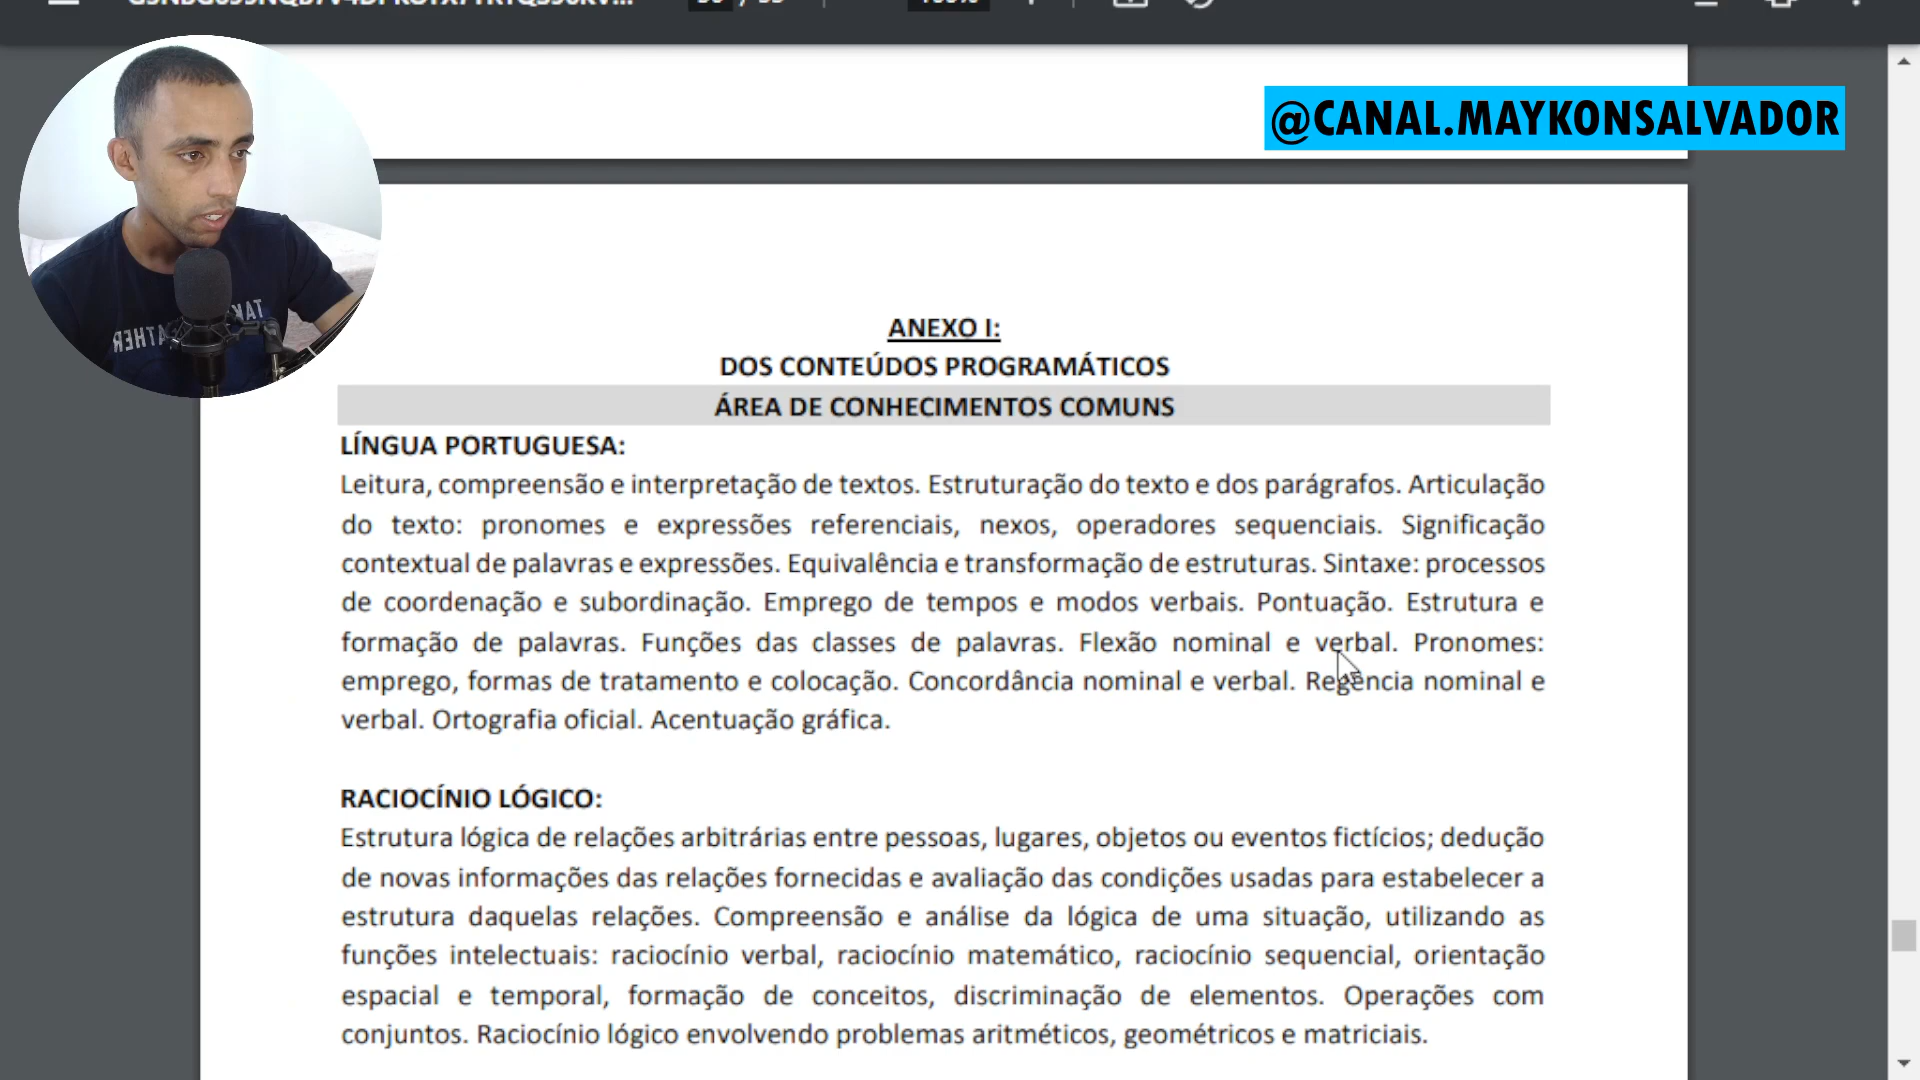 @CANAL.MAYKONSALVADOR
ANEXO I:
DOS CONTEÚDOS PROGRAMÁTICOS
ÁREA DE CONHECIMENTOS COMUNS
LÍNGUA PORTUGUESA:
Leitura, compreensão e interpretação de textos. Estruturação do texto e dos parágrafos. Articulação
do texto: pronomes e expressões referenciais, nexos, operadores sequenciais. Significação
contextual de palavras e expressões. Equivalência e transformação de estruturas. Sintaxe: processos
de coordenação e subordinação. Emprego de tempos e modos verbais. Pontuação. Estrutura e
formação de palavras. Funções das classes de palavras. Flexão nominal e verbal. Pronomes:
emprego, formas de tratamento e colocação. Concordância nominal e verbal. Regência nominal e
verbal. Ortografia oficial. Acentuação gráfica.
RACIOCÍNIO LÓGICO:
Estrutura lógica de relações arbitrárias entre pessoas, lugares, objetos ou eventos fictícios; dedução
de novas informações das relações fornecidas e avaliação das condições usadas para estabelecer a
estrutura daquelas relações. Compreensão e análise da lógica de uma situação, utilizando as
funções intelectuais: raciocínio verbal, raciocínio matemático, raciocínio sequencial, orientação
espacial e temporal, formação de conceitos, discriminação de elementos. Operações com
conjuntos. Raciocínio lógico envolvendo problemas aritméticos, geométricos e matriciais.